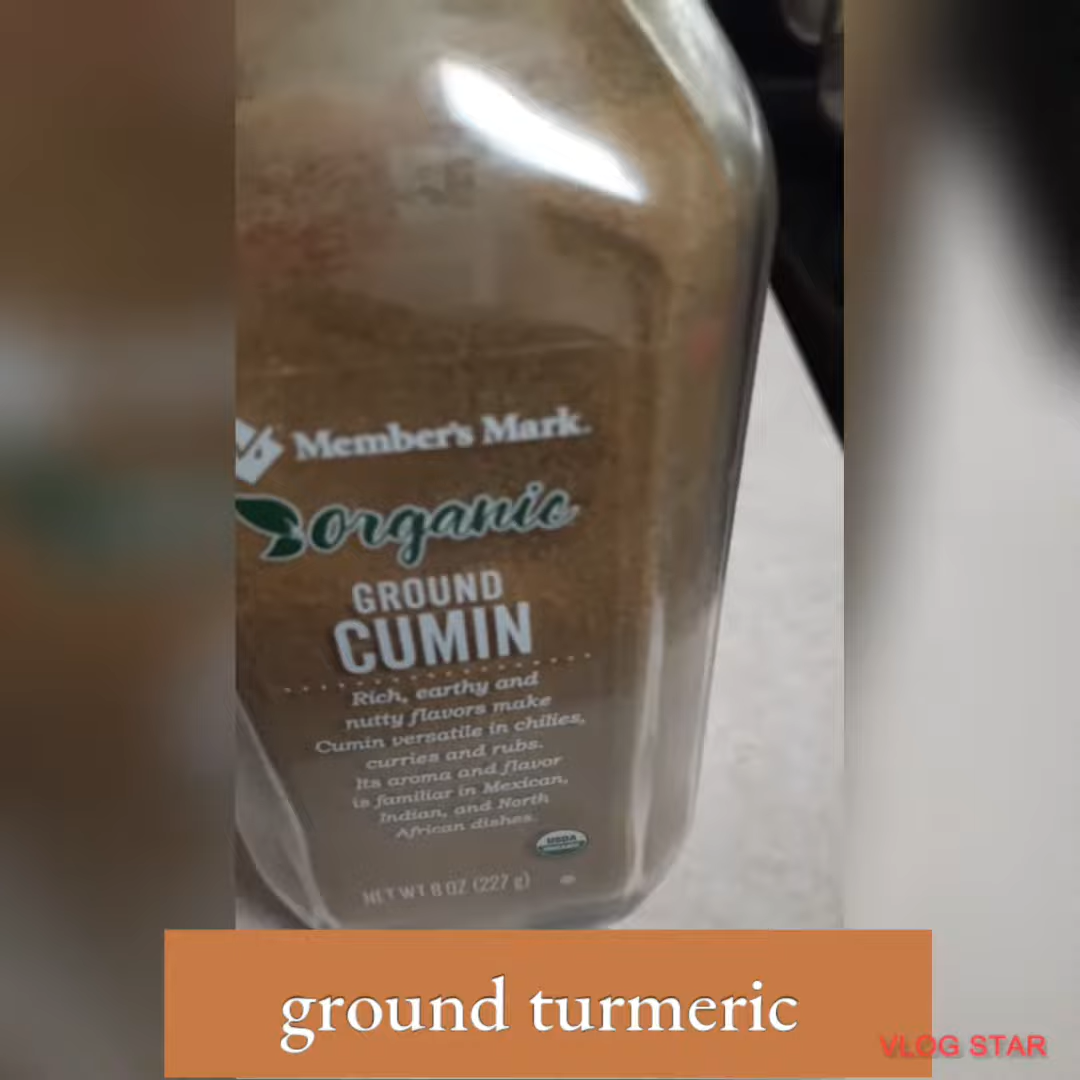 Member's Mark.
organic
GROUND
CUMIN
Rich, earthy and
nutty flavors make
Cumin versatile in chilies,
curries and rubs.
Its aroma and flavor
is familiar in Mexican,
Indian, and North
African dishes.
USDA
ORGANIC
NET WT 8 OZ (227 g)
ground turmeric
VLOG STAR